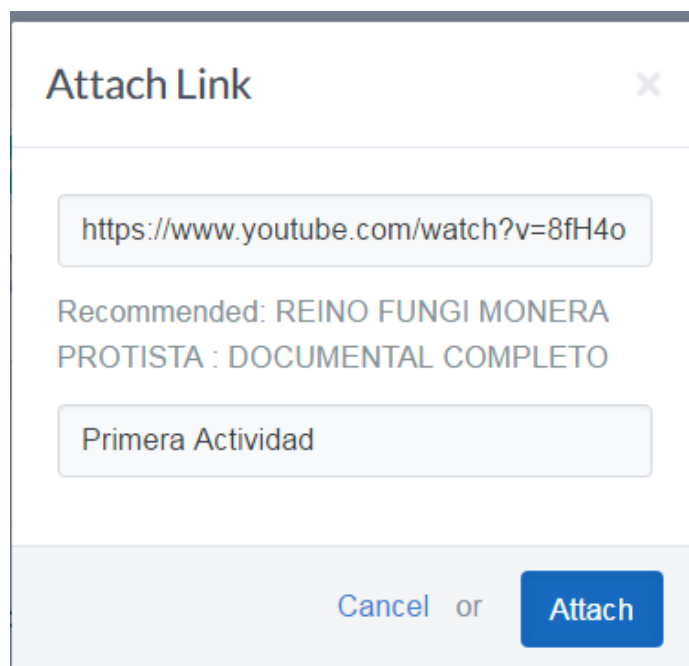 Attach Link
https://www.youtube.com/watch?v=8fH4o
Recommended: REINO FUNGI MONERA
PROTISTA : DOCUMENTAL COMPLETO
Primera Actividad
Cancel or Attach